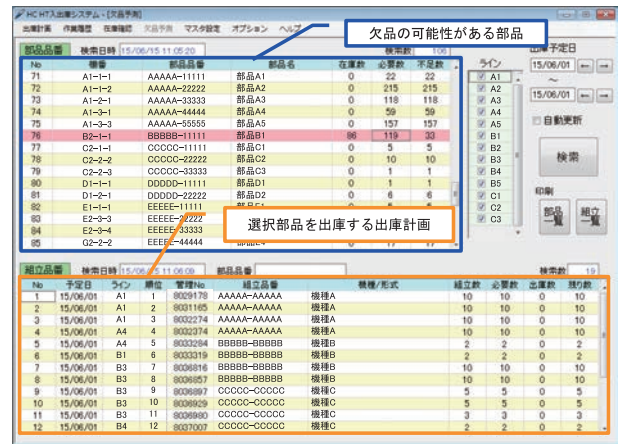 HC HT入出庫システム - [欠品予測]
出庫計画 作業履歴 在庫確認 欠品予測 マスタ設定 オプション ヘルプ
欠品の可能性がある部品
部品品番 検索日時 15/06/15 11:05:20 検索数 106
No 棚番 部品品番 部品名 在庫数 必要数 不足数
71 A1-1-1 AAAAA-11111 部品A1 0 22 22
72 A1-1-2 AAAAA-22222 部品A2 0 215 215
73 A1-2-1 AAAAA-33333 部品A3 0 118 118
74 A1-3-1 AAAAA-44444 部品A4 0 59 59
75 A1-3-3 AAAAA-55555 部品A5 0 157 157
76 B2-1-1 BBBBB-11111 部品B1 86 119 33
77 C2-1-1 CCCCC-11111 部品C1 0 5 5
78 C2-2-2 CCCCC-22222 部品C2 0 10 10
79 C2-2-2 CCCCC-33333 部品C3 0 1 1
80 D1-1-1 DDDDD-11111 部品D1 0 1 1
81 D1-1-2 DDDDD-22222 部品D2 0 6 6
82 E1-1-1 EEEEE-11111
83 E2-3-3 EEEEE-22222
84 E2-3-4 EEEEE-33333
85 G2-2-2 EEEEE-44444 0 17 17
ライン
A1
A2
A3
A4
A5
B1
B2
B3
B4
B5
C1
C2
C3
出庫予定日
15/06/01 ← →
~
15/06/01 ← →
自動更新
検索
印刷
部品一覧 組立一覧
選択部品を出庫する出庫計画
組立品番 検索日時 15/06/15 11:06:09 部品品番 検索数 19
No 予定日 ライン 順位 管理No 組立品番 機種/形式 組立数 必要数 出庫数 残り数
1 15/06/01 A1 1 8029178 AAAAA-AAAAA 機種A 10 10 0 10
2 15/06/01 A1 2 8031165 AAAAA-AAAAA 機種A 10 10 0 10
3 15/06/01 A1 3 8032274 AAAAA-AAAAA 機種A 10 10 0 10
4 15/06/01 A4 4 8032374 AAAAA-AAAAA 機種A 10 10 0 10
5 15/06/01 A4 5 8033284 BBBBB-BBBBB 機種B 2 2 0 2
6 15/06/01 B1 6 8033319 BBBBB-BBBBB 機種B 2 2 0 2
7 15/06/01 B3 7 8036816 BBBBB-BBBBB 機種B 10 10 0 10
8 15/06/01 B3 8 8036857 BBBBB-BBBBB 機種B 10 10 0 10
9 15/06/01 B3 9 8036897 CCCCC-CCCCC 機種C 5 5 0 5
10 15/06/01 B3 10 8036929 CCCCC-CCCCC 機種C 5 5 0 5
11 15/06/01 B3 11 8036980 CCCCC-CCCCC 機種C 3 3 0 3
12 15/06/01 B4 12 8037007 CCCCC-CCCCC 機種C 2 2 0 2